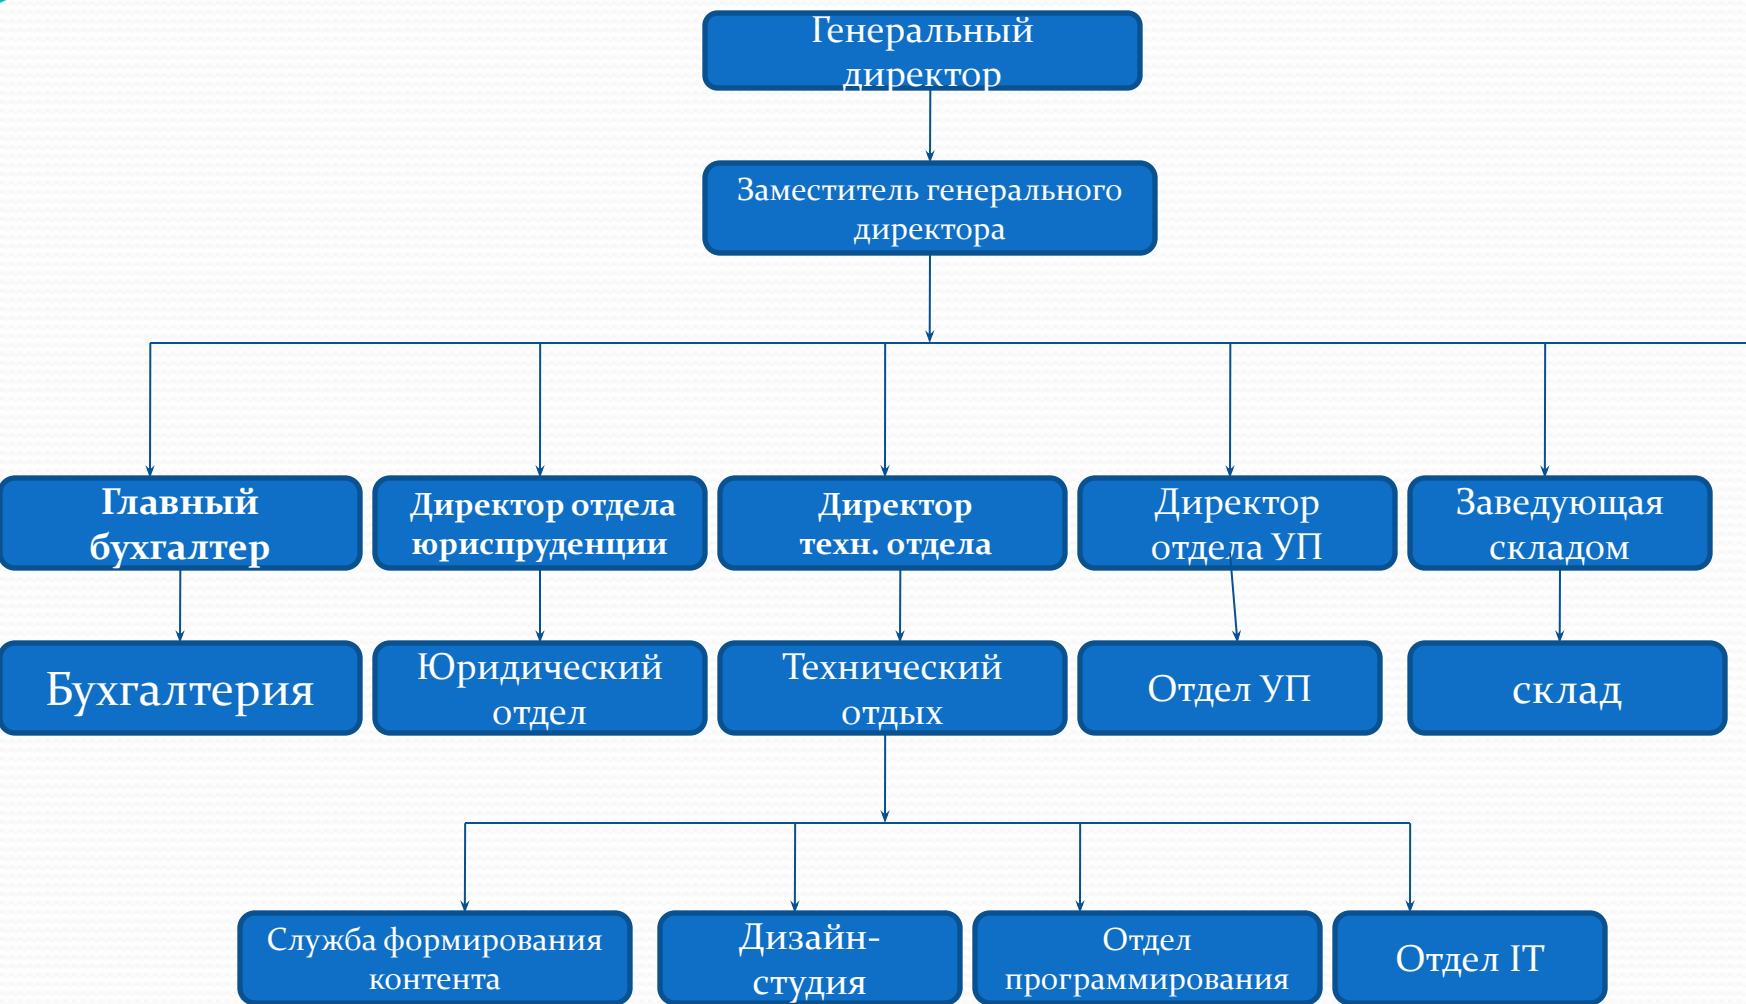 Генеральный
директор
Заместитель генерального
директора
Главный
бухгалтер
Директор отдела
юриспруденции
Директор
техн. отдела
Директор
отдела УП
Заведующая
складом
Бухгалтерия
Юридический
отдел
Технический
отдых
Отдел УП
склад
Служба формирования
контента
Дизайн-
студия
Отдел
программирования
Отдел IT